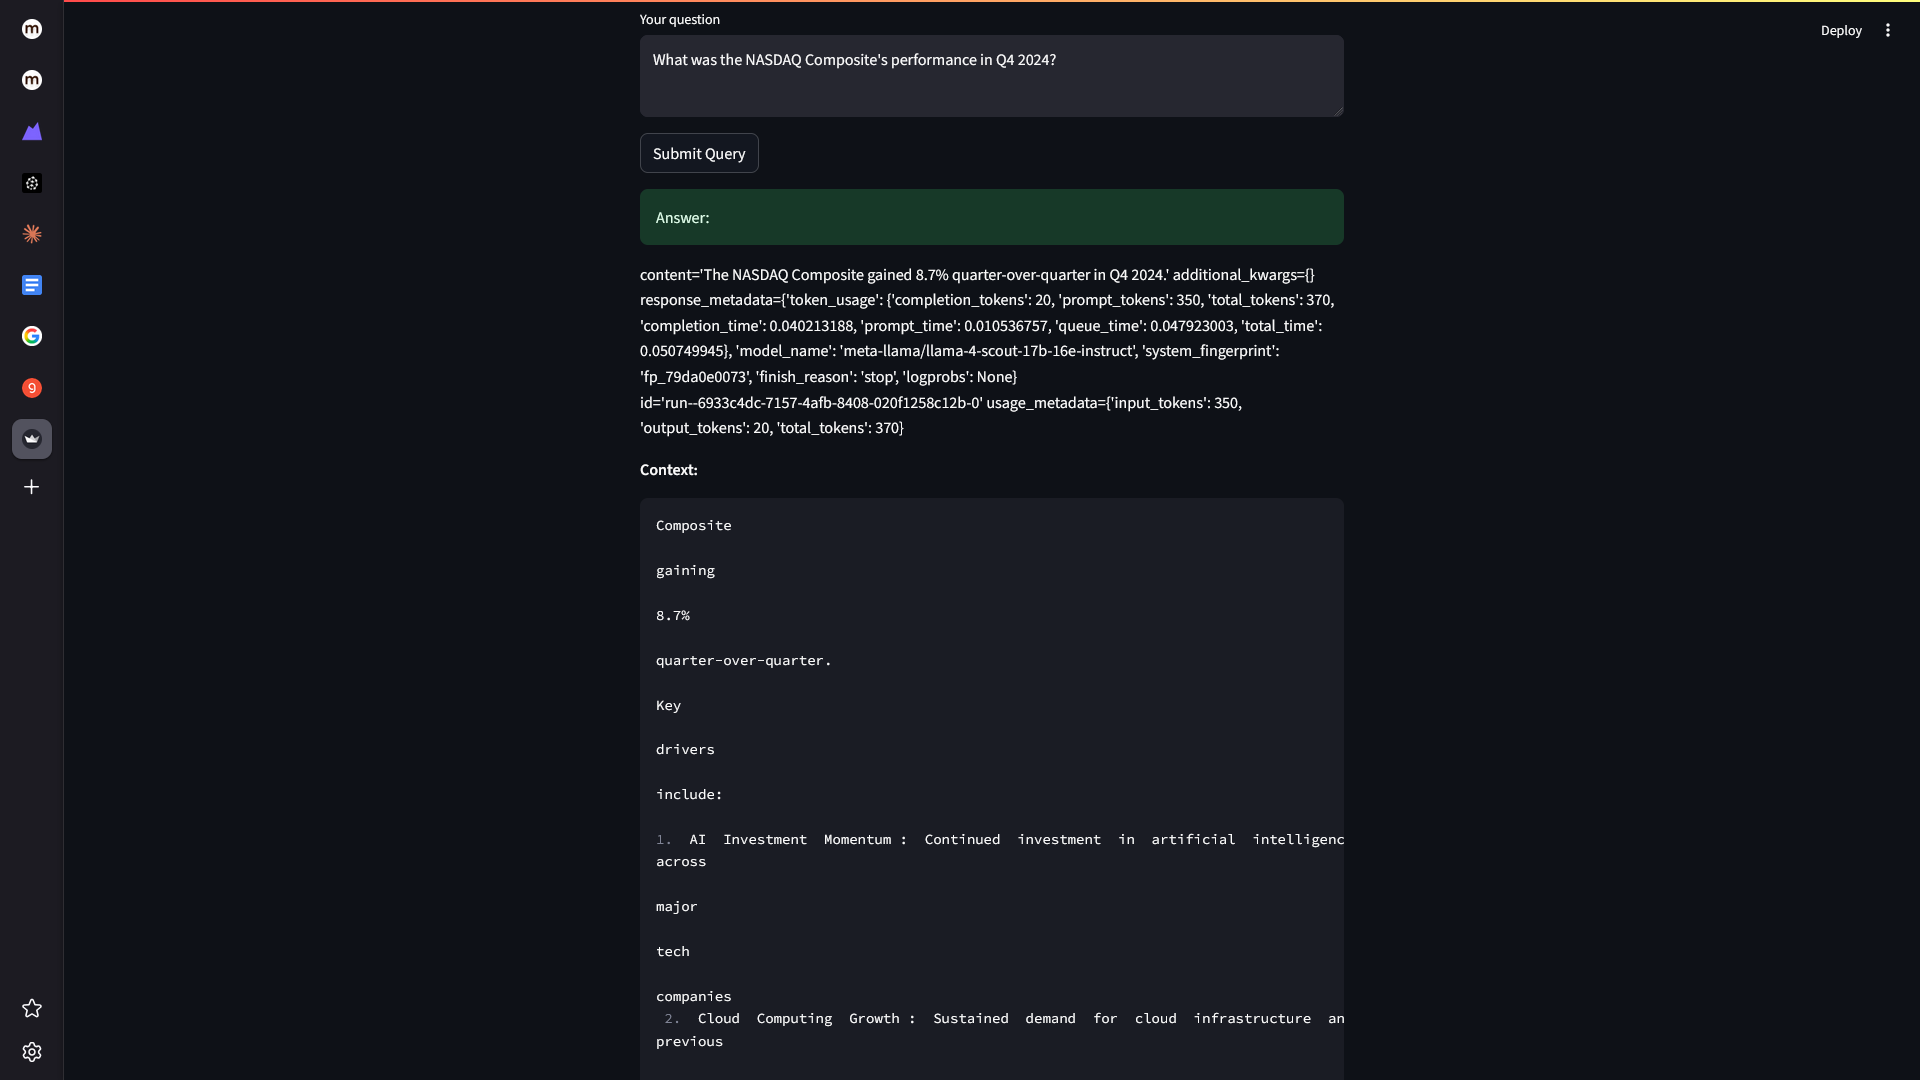 Deploy
Your question
What was the NASDAQ Composite's performance in Q4 2024?
Submit Query
Answer:
content='The NASDAQ Composite gained 8.7% quarter-over-quarter in Q4 2024.' additional_kwargs={}
response_metadata={'token_usage': {'completion_tokens': 20, 'prompt_tokens': 350, 'total_tokens': 370,
'completion_time': 0.040213188, 'prompt_time': 0.010536757, 'queue_time': 0.047923003, 'total_time':
0.050749945}, 'model_name': 'meta-llama/llama-4-scout-17b-16e-instruct', 'system_fingerprint':
'fp_79da0e0073', 'finish_reason': 'stop', 'logprobs': None}
id='run--6933c4dc-7157-4afb-8408-020f1258c12b-0' usage_metadata={'input_tokens': 350,
'output_tokens': 20, 'total_tokens': 370}
Context:
Composite
gaining
8.7%
quarter-over-quarter.
Key
drivers
include:
1. AI Investment Momentum : Continued investment in artificial intelligenc
across
major
tech
companies
2. Cloud Computing Growth : Sustained demand for cloud infrastructure an
previous
m
m
9